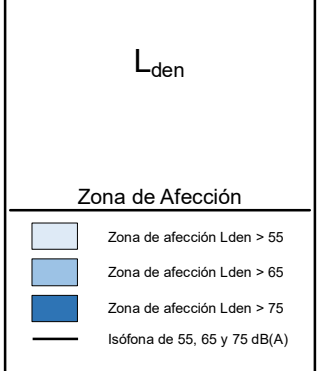 Lden
Zona de Afección
Zona de afección Lden > 55
Zona de afección Lden > 65
Zona de afección Lden > 75
Isófona de 55, 65 y 75 dB(A)